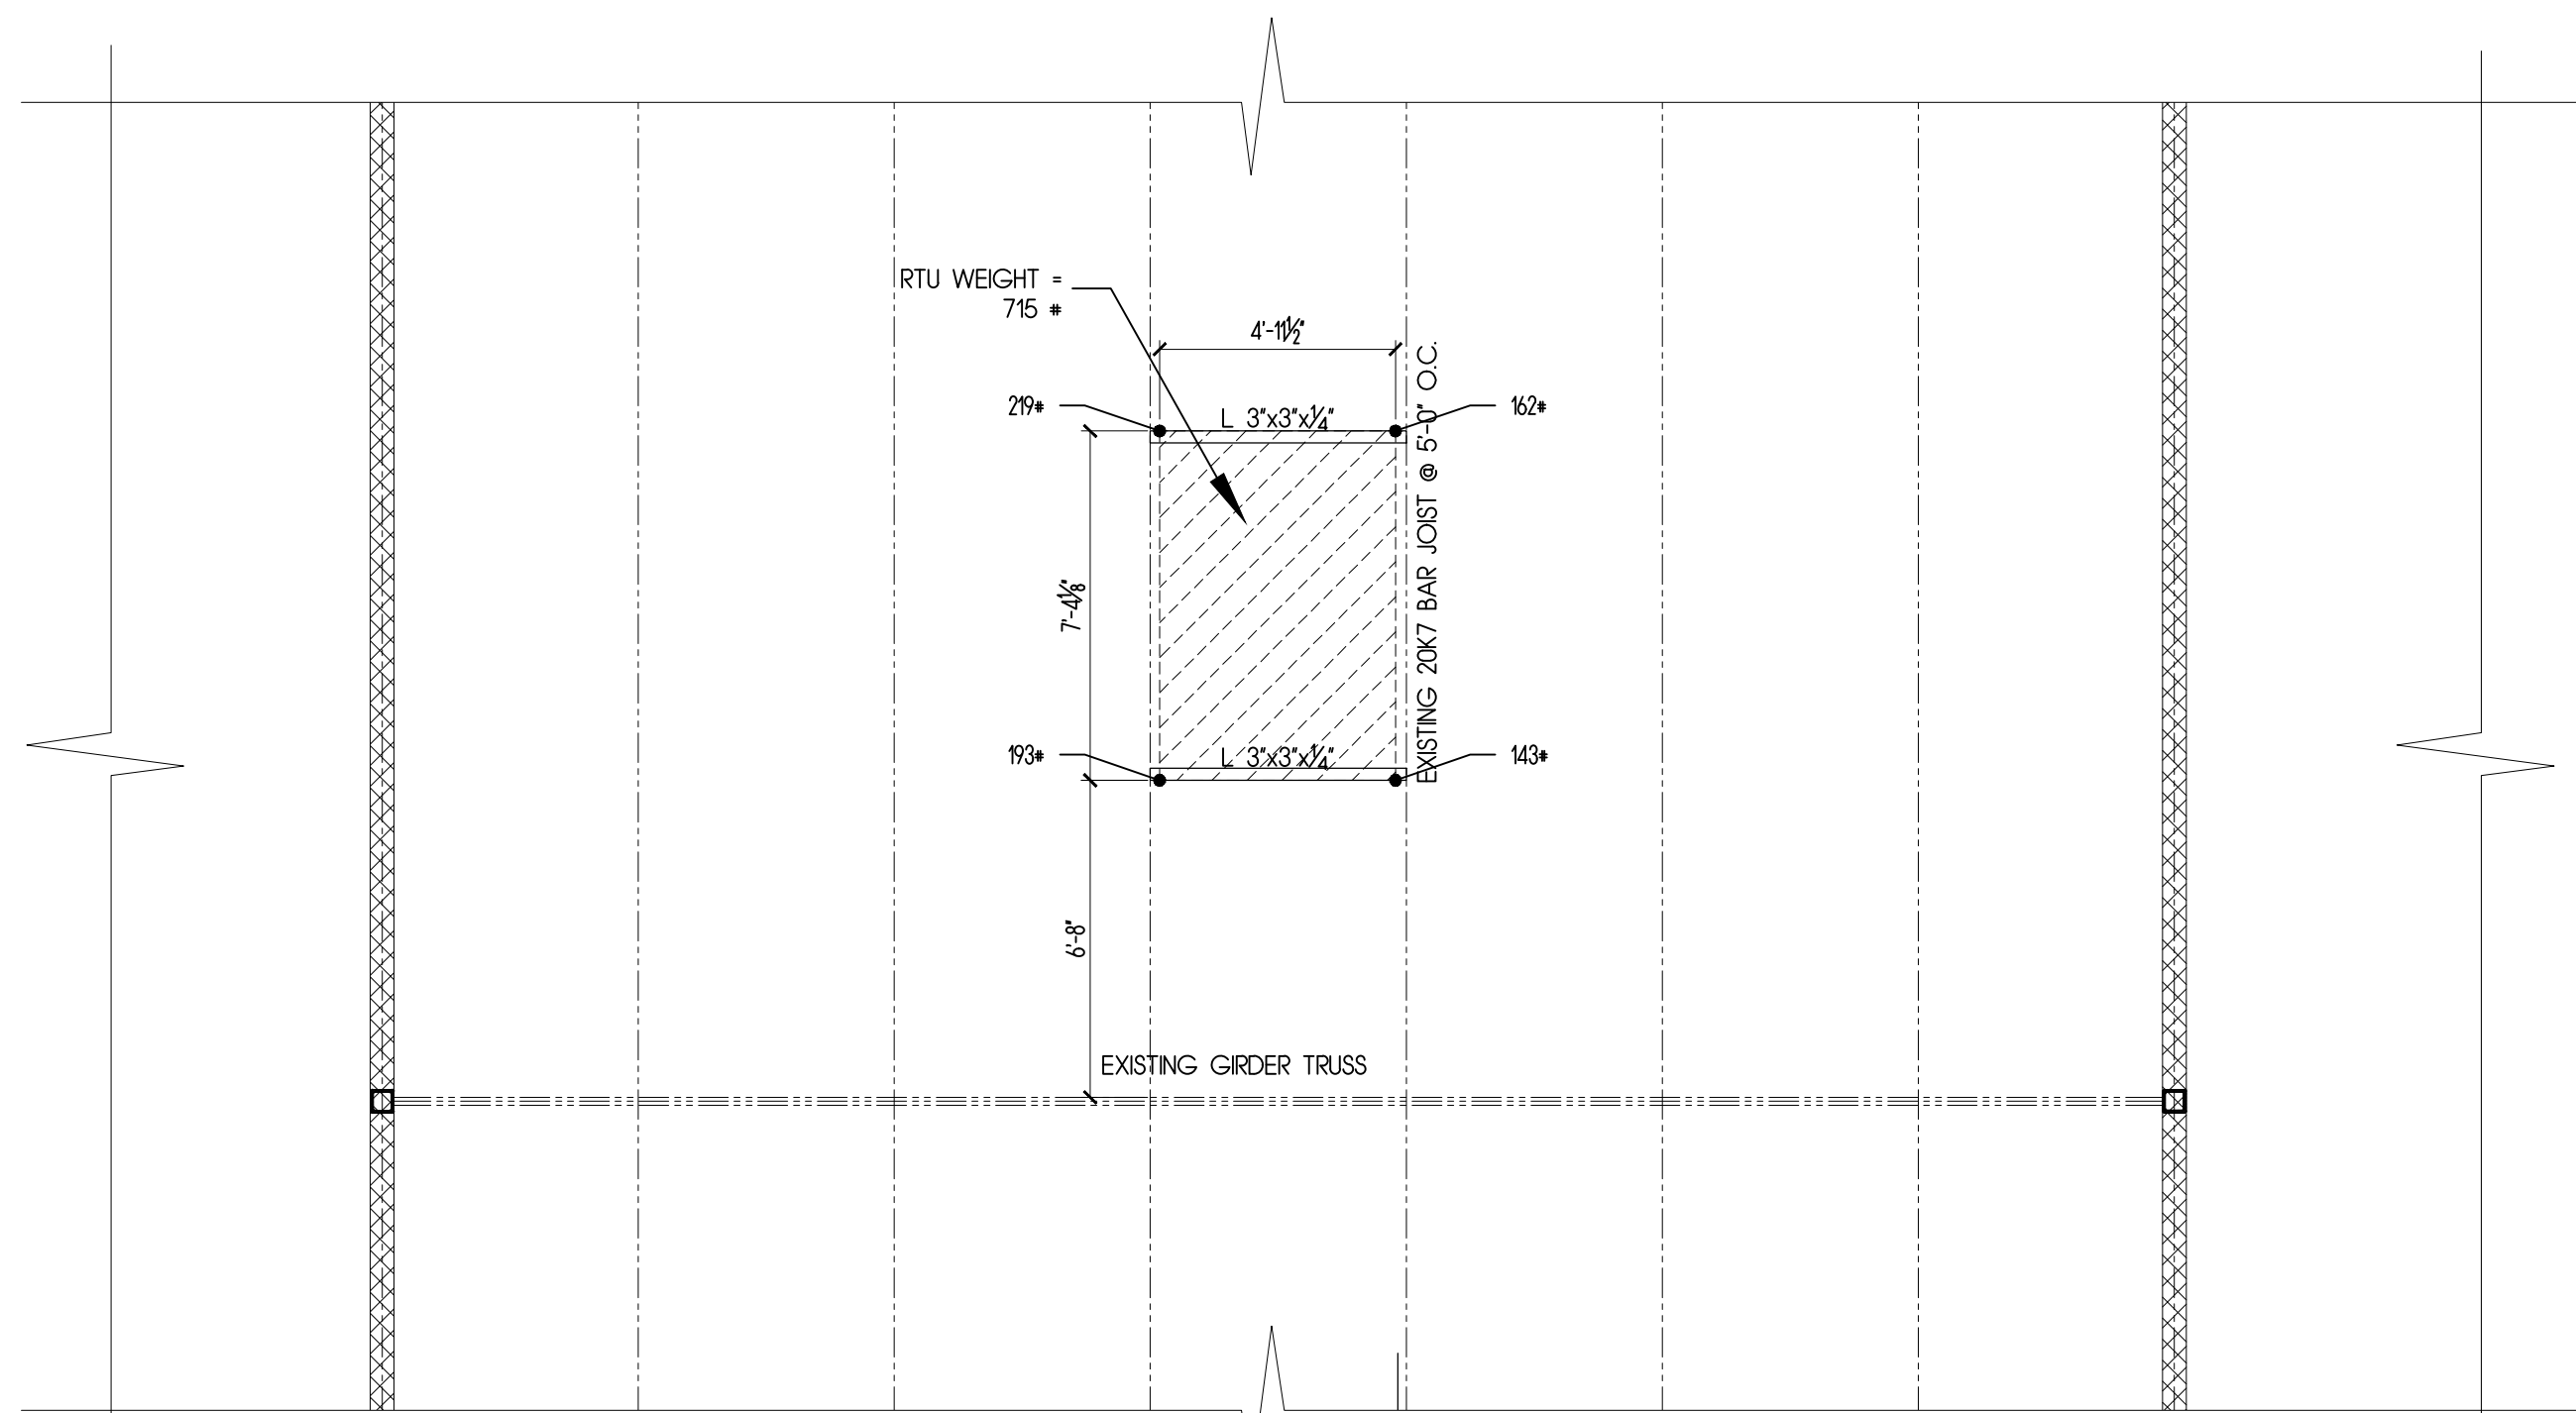 RTU WEIGHT =
715 #
4'-11½"
219#
L 3"x3"x¼"
162#
EXISTING 20K7 BAR JOIST @ 5'-0" O.C.
7'-4⅛"
193#
L 3"x3"x¼"
143#
6'-8"
EXISTING GIRDER TRUSS